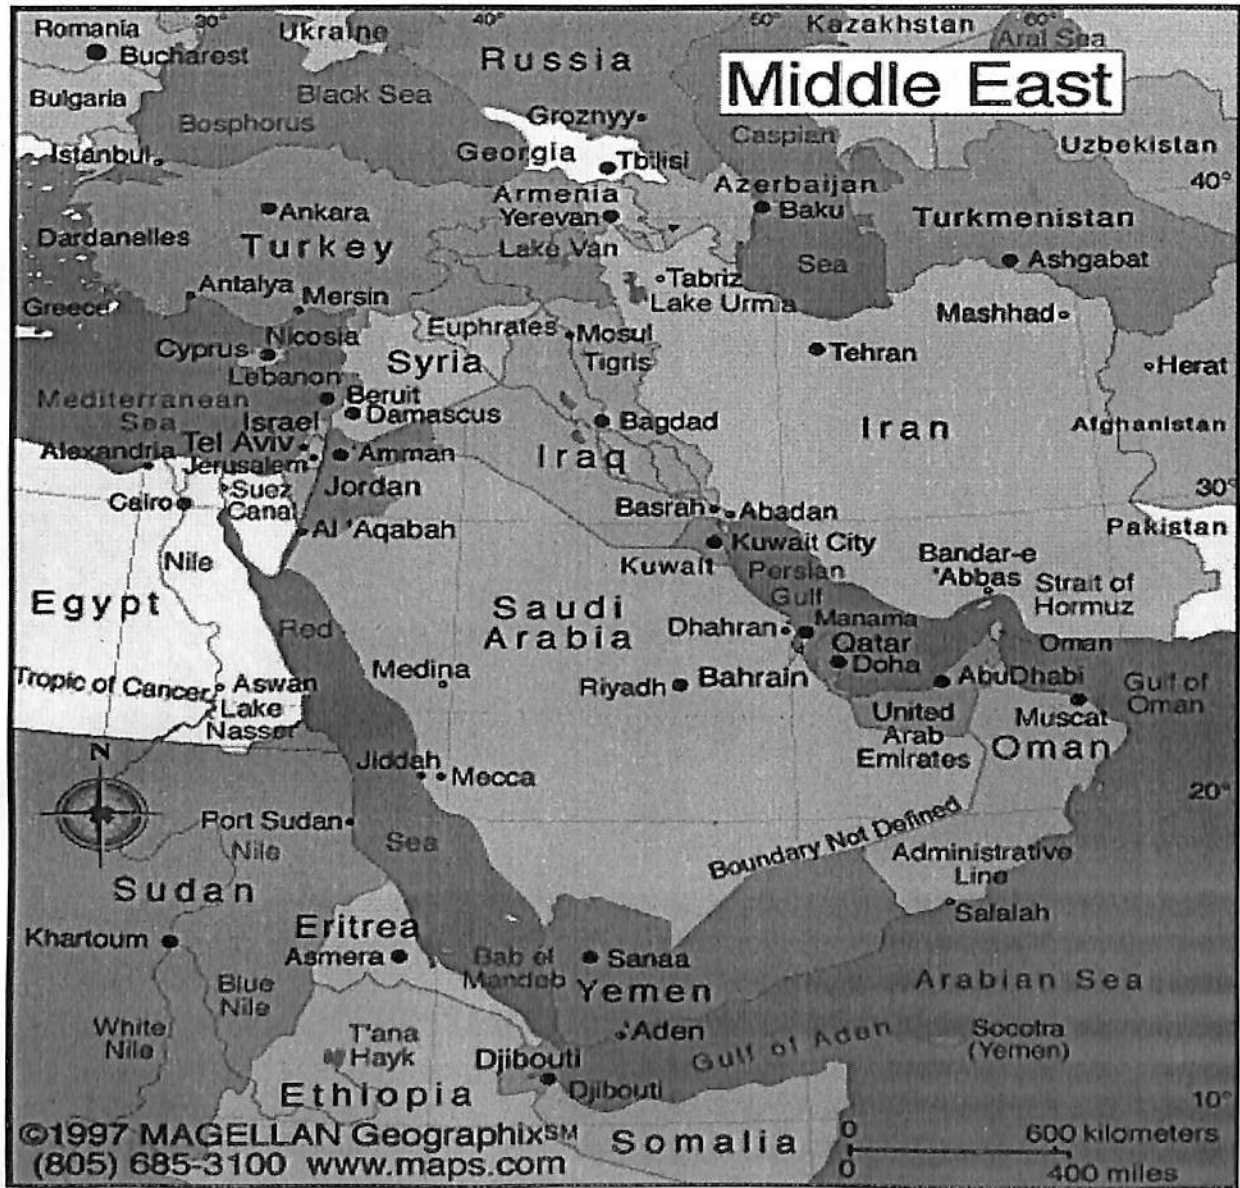 Romania
30°
Ukraine
40°
50°
Kazakhstan
60°
Aral Sea
Bucharest
Russia
Middle East
Bulgaria
Black Sea
Bosphorus
Groznyy
Caspian
Uzbekistan
Istanbul
Georgia
Tbilisi
40°
Armenia
Azerbaijan
Ankara
Yerevan
Baku
Turkmenistan
Dardanelles
Turkey
Lake Van
Sea
Ashgabat
Antalya
Mersin
Tabriz
Lake Urmia
Greece
Mashhad
Nicosia
Euphrates
Mosul
Cyprus
Syria
Tigris
Tehran
Herat
Lebanon
Mediterranean
Sea
Beruit
Israel
Damascus
Bagdad
Iran
Afghanistan
Alexandria
Tel Aviv
Jerusalem
'Amman
Iraq
Cairo
Suez
Canal
Jordan
30°
Basrah
Abadan
Al 'Aqabah
Pakistan
Kuwait City
Nile
Kuwait
Persian
Gulf
Bandar-e
'Abbas
Strait of
Hormuz
Egypt
Saudi
Arabia
Red
Dhahran
Manama
Qatar
Oman
Medina
Doha
Tropic of Cancer
Aswan
Riyadh
Bahrain
AbuDhabi
Gulf of
Oman
Lake
Nasser
United
Arab
Emirates
Muscat
Oman
N
Jiddah
Mecca
20°
Port Sudan
Nile
Sea
Boundary Not Defined
Administrative
Line
Sudan
Salalah
Eritrea
Khartoum
Asmera
Bab el
Mandeb
Sanaa
Yemen
Arabian Sea
Blue
Nile
White
Nile
T'ana
Hayk
'Aden
Gulf of Aden
Socotra
(Yemen)
Djibouti
Djibouti
Ethiopia
10°
©1997 MAGELLAN Geographix℠
(805) 685-3100 www.maps.com
Somalia
0
600 kilometers
0
400 miles